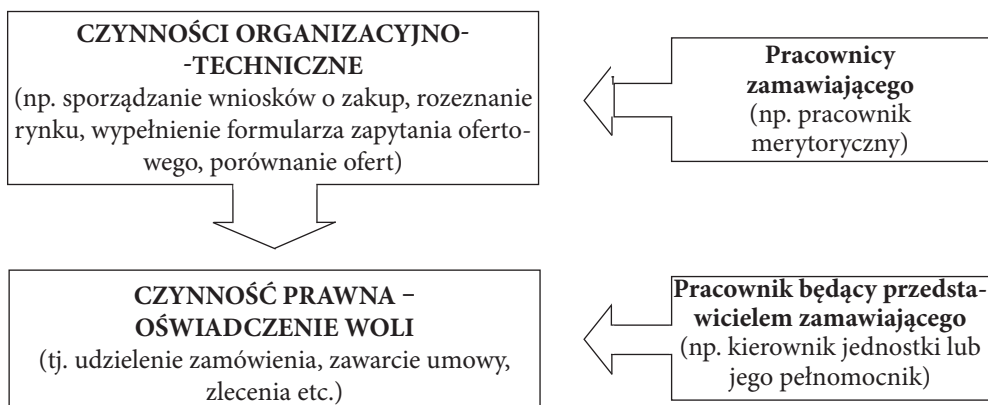 CZYNNOŚCI ORGANIZACYJNO-
-TECHNICZNE
(np. sporządzanie wniosków o zakup, rozeznanie
rynku, wypełnienie formularza zapytania oferto-
wego, porównanie ofert)
Pracownicy
zamawiającego
(np. pracownik
merytoryczny)
CZYNNOŚĆ PRAWNA –
OŚWIADCZENIE WOLI
(tj. udzielenie zamówienia, zawarcie umowy,
zlecenia etc.)
Pracownik będący przedsta-
wicielem zamawiającego
(np. kierownik jednostki lub
jego pełnomocnik)